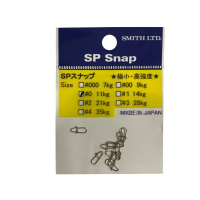 SMITH LTD.
SP Snap
SPスナップ ★極小・高強度★
Size □#000 7kg □#00 9kg
☑#0 11kg □#1 14kg
□#2 21kg □#3 28kg
□#4 35kg MADE IN JAPAN